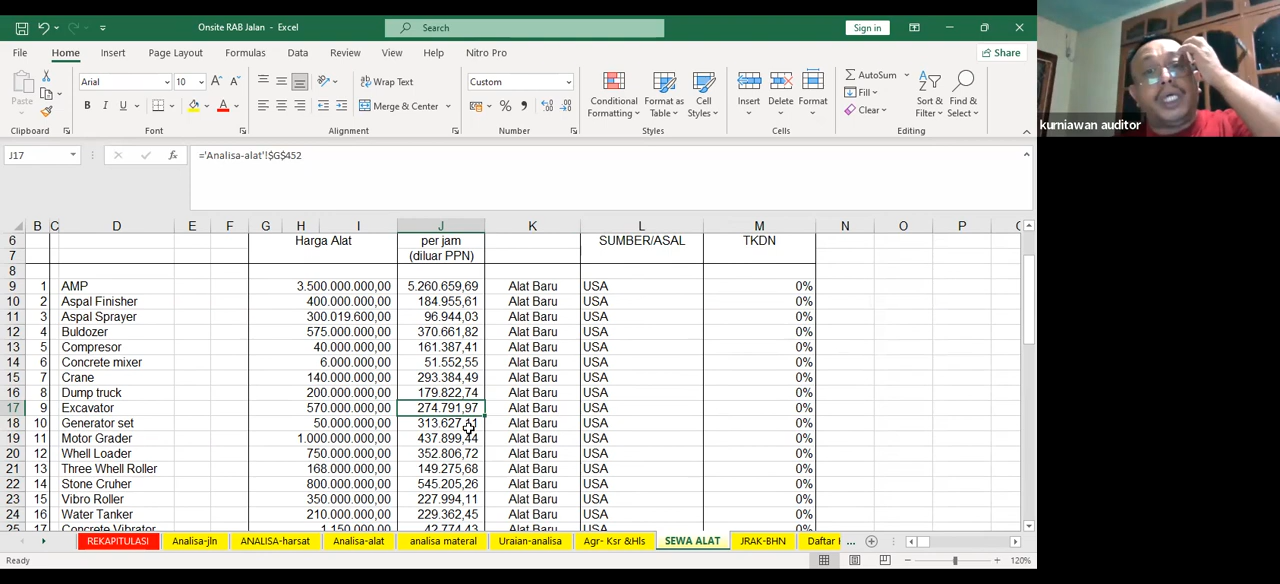 Onsite RAB Jalan - Excel
Search
Sign in
File Home Insert Page Layout Formulas Data Review View Help Nitro Pro Share
Paste
Arial 10
B I U
Wrap Text
Merge & Center
Custom
Conditional Formatting
Format as Table
Cell Styles
Insert Delete Format
AutoSum
Fill
Clear
Sort & Filter
Find & Select
Clipboard Font Alignment Number Styles Cells Editing
kurniawan auditor
J17 fx ='Analisa-alat'!$G$452
B C D E F G H I J K L M N O P
6 Harga Alat per jam SUMBER/ASAL TKDN
7 (diluar PPN)
8
9 1 AMP 3.500.000.000,00 5.260.659,69 Alat Baru USA 0%
10 2 Aspal Finisher 400.000.000,00 184.955,61 Alat Baru USA 0%
11 3 Aspal Sprayer 300.019.600,00 96.944,03 Alat Baru USA 0%
12 4 Buldozer 575.000.000,00 370.661,82 Alat Baru USA 0%
13 5 Compresor 40.000.000,00 161.387,41 Alat Baru USA 0%
14 6 Concrete mixer 6.000.000,00 51.552,55 Alat Baru USA 0%
15 7 Crane 140.000.000,00 293.384,49 Alat Baru USA 0%
16 8 Dump truck 200.000.000,00 179.822,74 Alat Baru USA 0%
17 9 Excavator 570.000.000,00 274.791,97 Alat Baru USA 0%
18 10 Generator set 50.000.000,00 Alat Baru USA 0%
19 11 Motor Grader 1.000.000.000,00 437.899,44 Alat Baru USA 0%
20 12 Whell Loader 750.000.000,00 352.806,72 Alat Baru USA 0%
21 13 Three Whell Roller 168.000.000,00 149.275,68 Alat Baru USA 0%
22 14 Stone Cruher 800.000.000,00 545.205,26 Alat Baru USA 0%
23 15 Vibro Roller 350.000.000,00 227.994,11 Alat Baru USA 0%
24 16 Water Tanker 210.000.000,00 229.362,45 Alat Baru USA 0%
25 17 Concrete Vibrator 1.150.000,00 42.774,43 Alat Baru USA 0%
REKAPITULASI Analisa-jln ANALISA-harsat Analisa-alat analisa materal Uraian-analisa Agr- Ksr &Hls SEWA ALAT JRAK-BHN Daftar ...
Ready 120%